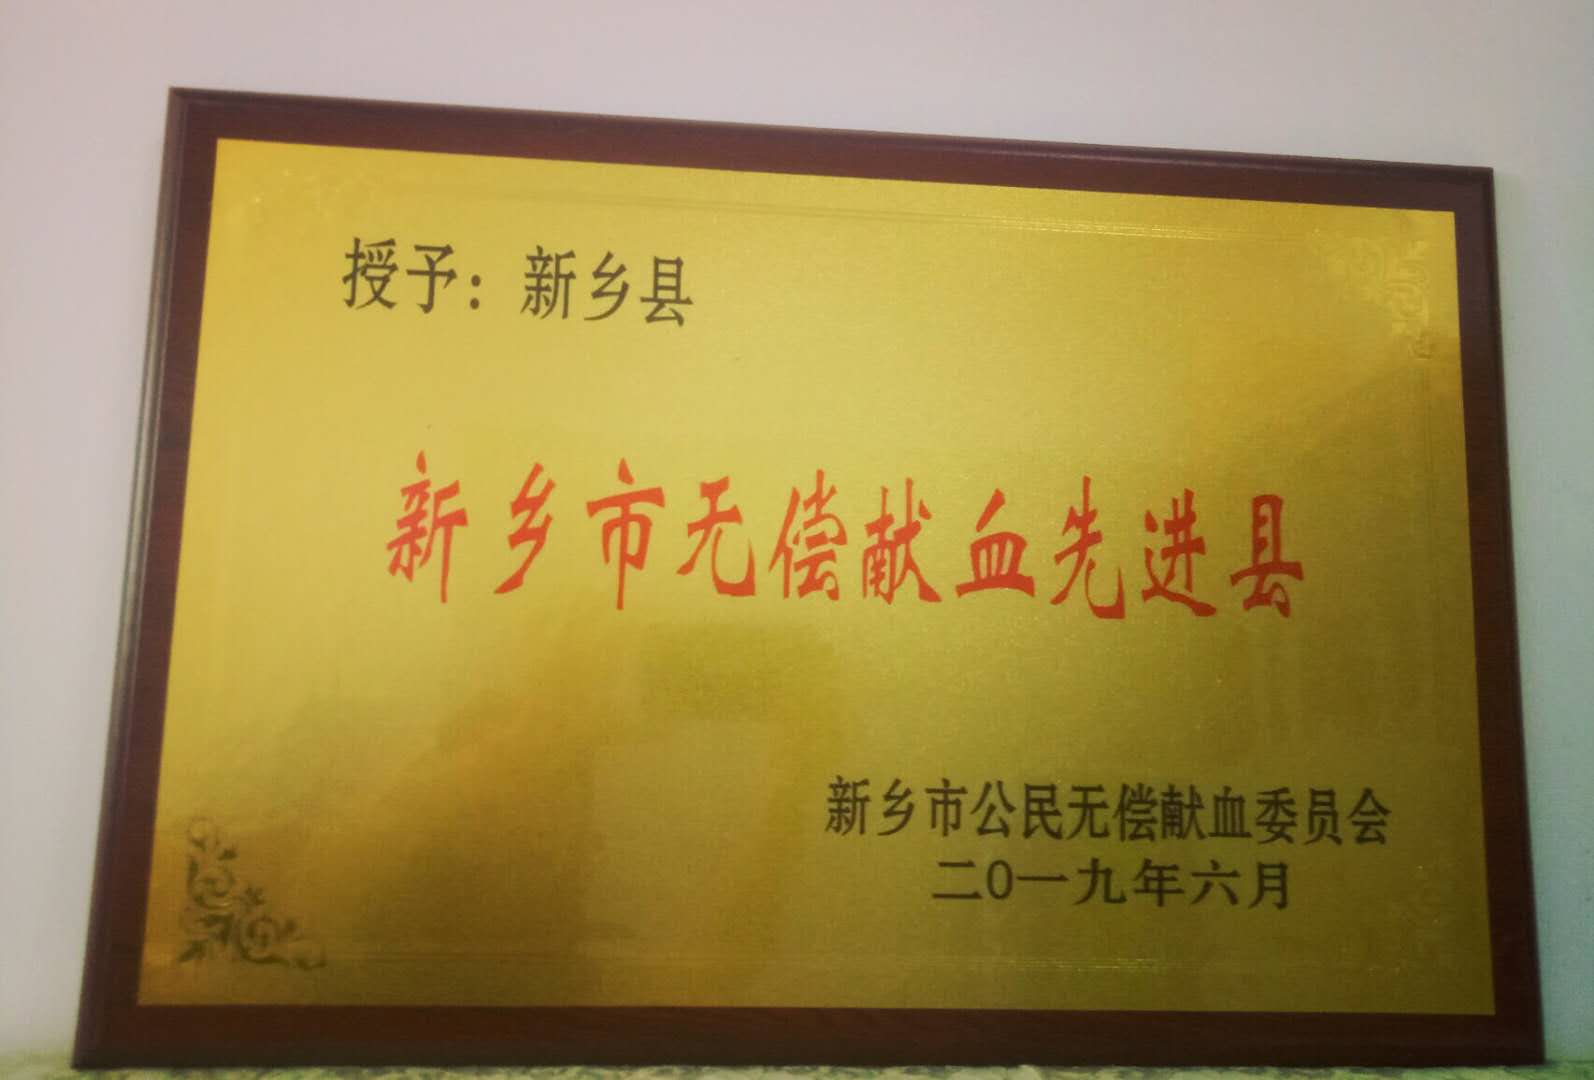 授予：新乡县
新乡市无偿献血先进县
新乡市公民无偿献血委员会
二0一九年六月